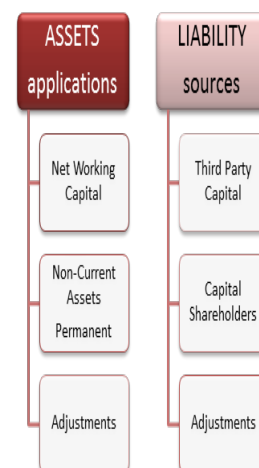 ASSETS
applications
Net Working
Capital
Non-Current
Assets
Permanent
Adjustments
LIABILITY
sources
Third Party
Capital
Capital
Shareholders
Adjustments